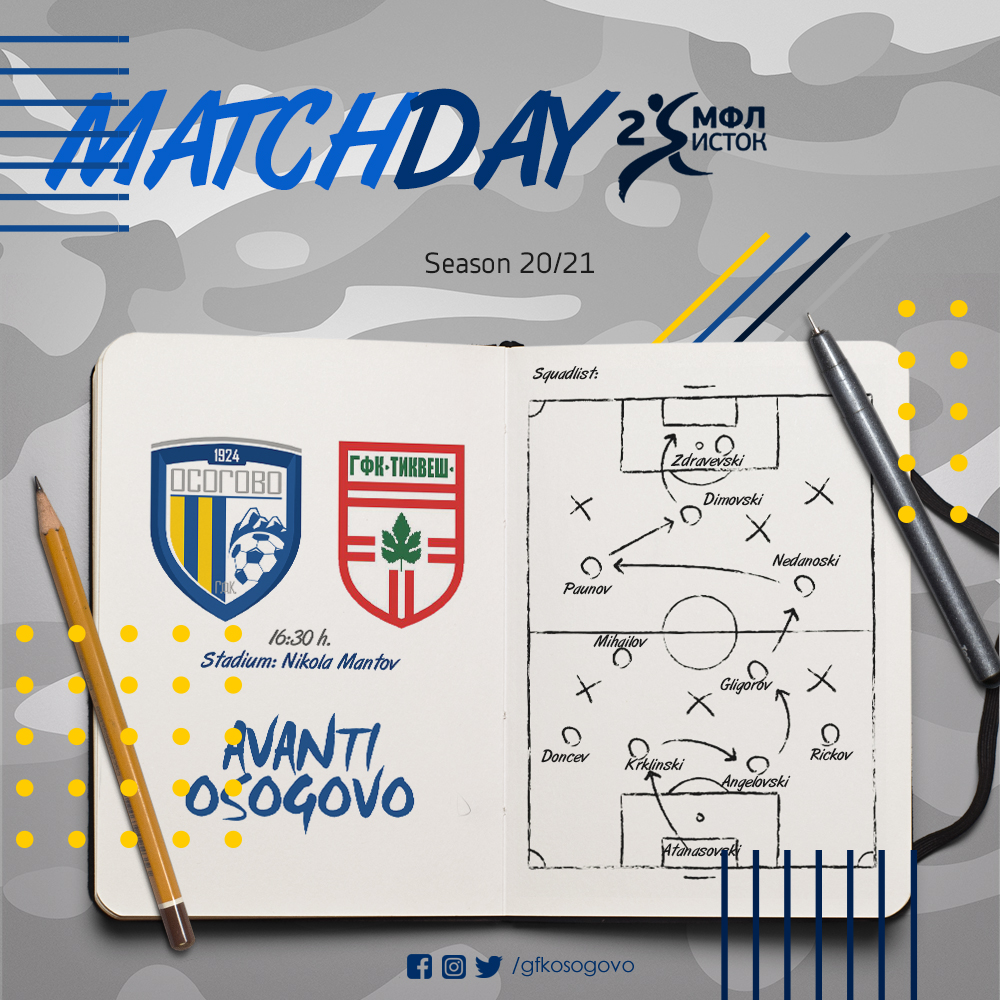 MATCHDAY
2 МФЛ
ИСТОК
Season 20/21
1924
ОСОГОВО
ГФК
ГФК·ТИКВЕШ·
16:30 h.
Stadium: Nikola Mantov
AVANTI
OSOGOVO
Squadlist:
Zdravevski
Dimovski
Nedanoski
Paunov
Mihailov
Gligorov
Doncev
Krklinski
Angelovski
Rickov
Atanasovski
/gfkosogovo